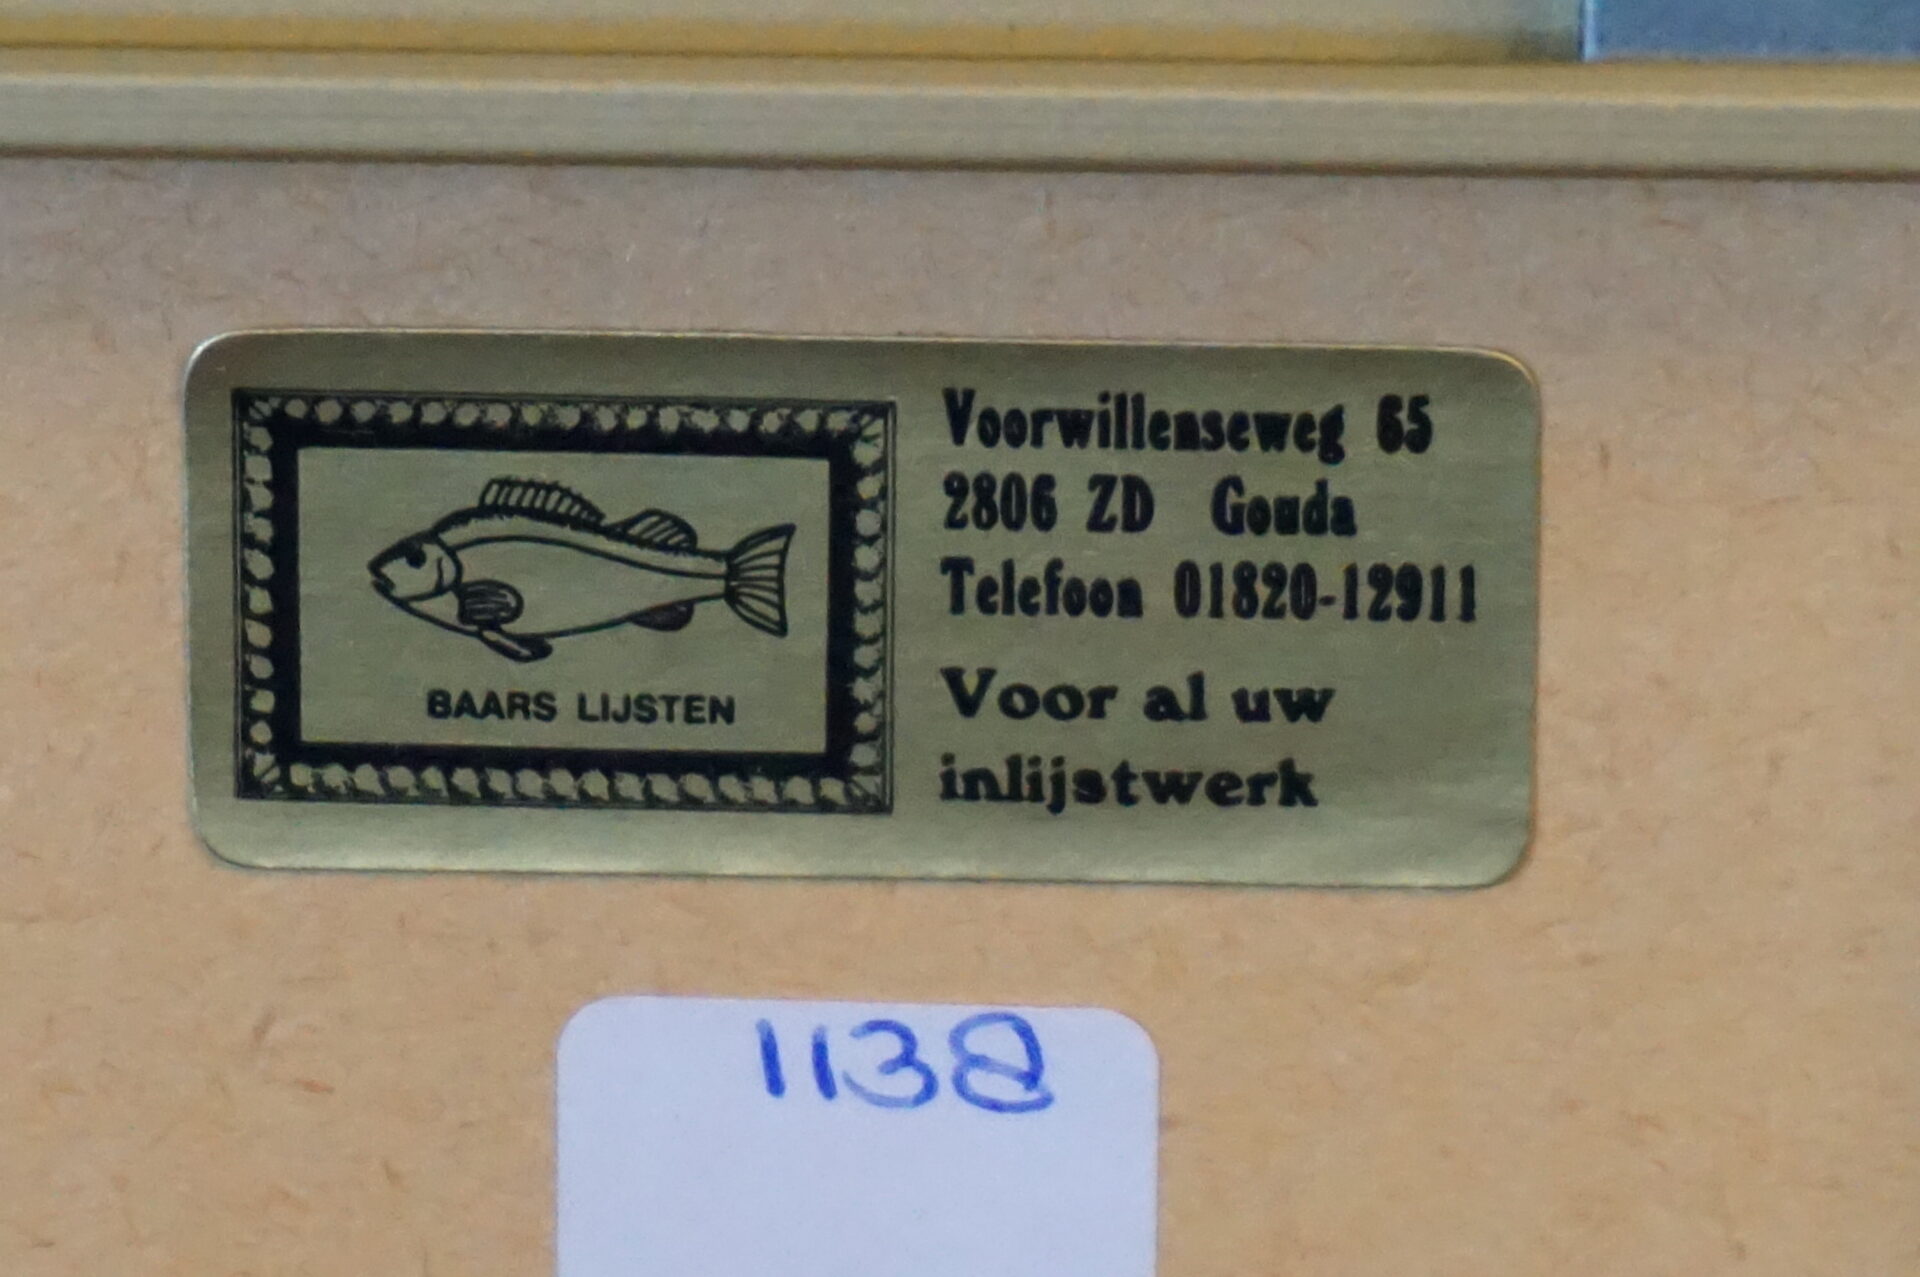 BAARS LIJSTEN
Voorwillenseweg 65
2806 ZD Gouda
Telefoon 01820-12911
Voor al uw
inlijstwerk
1138